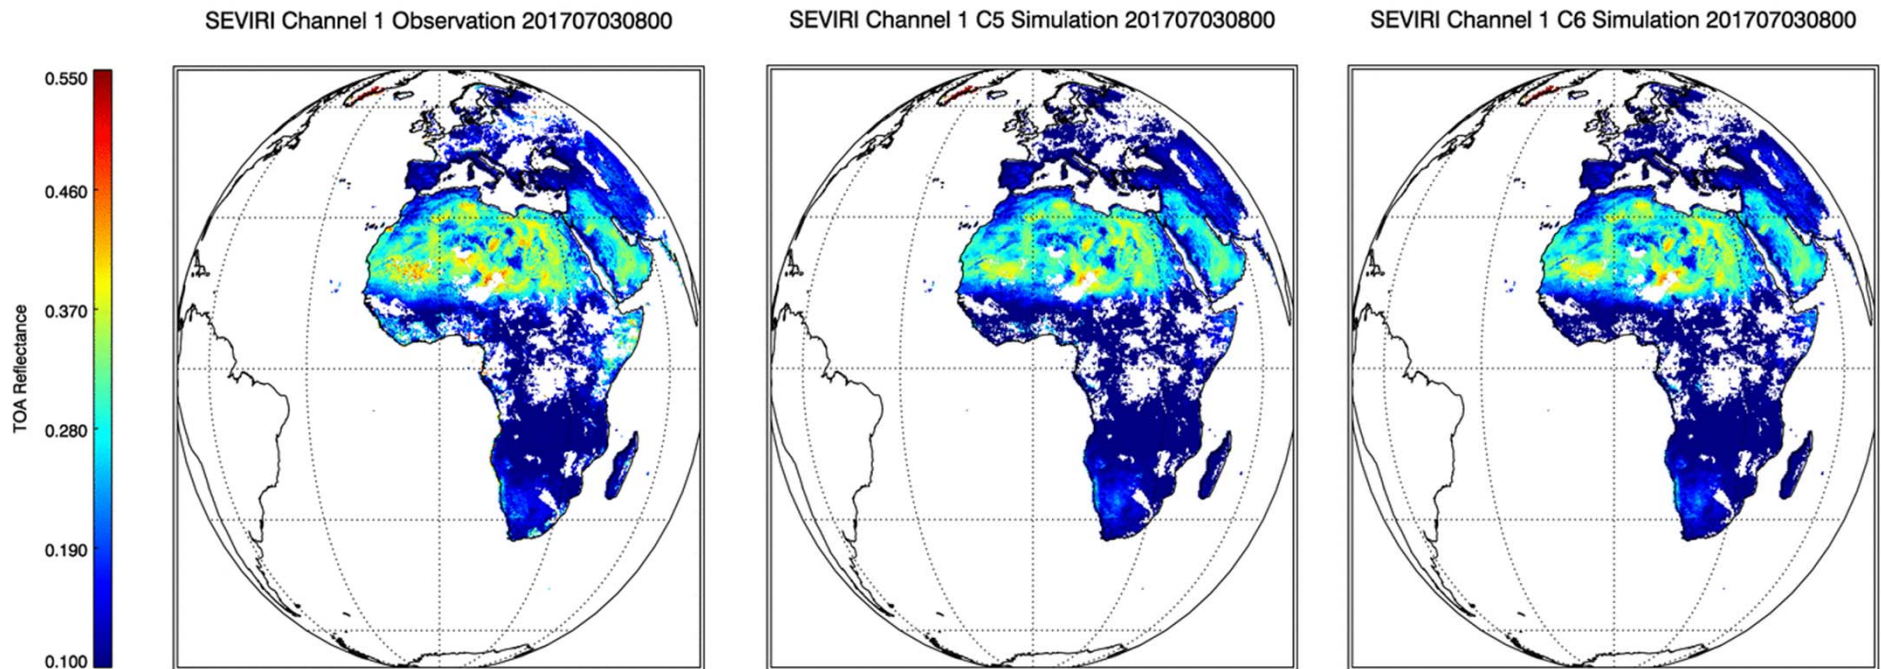 SEVIRI Channel 1 Observation 201707030800
SEVIRI Channel 1 C5 Simulation 201707030800
SEVIRI Channel 1 C6 Simulation 201707030800
TOA Reflectance
0.550
0.460
0.370
0.280
0.190
0.100